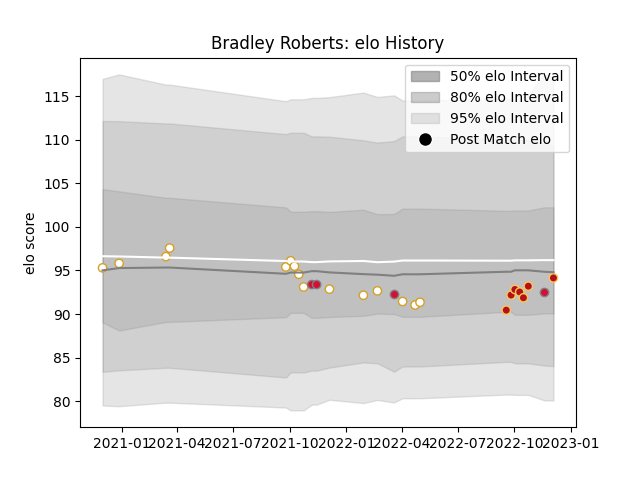 Bradley Roberts: elo History
50% elo Interval
80% elo Interval
95% elo Interval
Post Match elo
elo score
115
110
105
100
95
90
85
80
2021-01 2021-04 2021-07 2021-10 2022-01 2022-04 2022-07 2022-10 2023-01